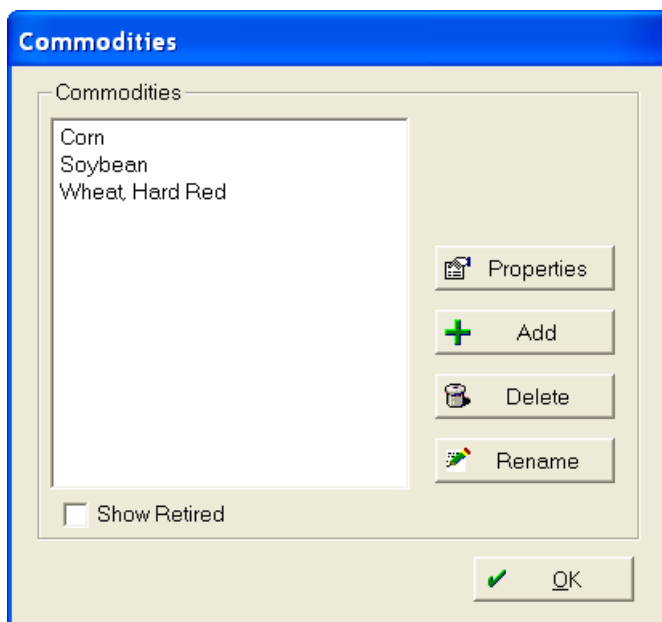 Commodities
Commodities
Corn
Soybean
Wheat, Hard Red
Properties
Add
Delete
Rename
Show Retired
OK